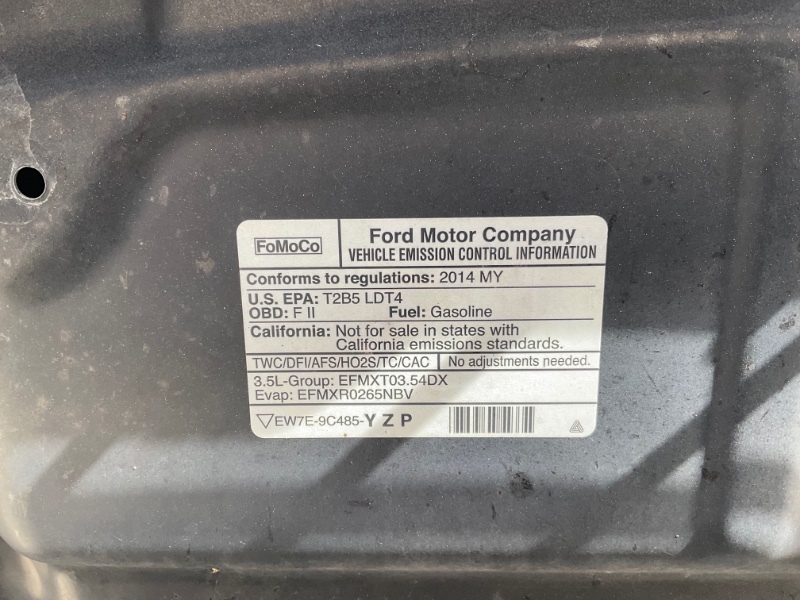 FoMoCo
Ford Motor Company
VEHICLE EMISSION CONTROL INFORMATION
Conforms to regulations: 2014 MY
U.S. EPA: T2B5 LDT4
OBD: F II Fuel: Gasoline
California: Not for sale in states with
California emissions standards.
TWC/DFI/AFS/HO2S/TC/CAC No adjustments needed.
3.5L-Group: EFMXT03.54DX
Evap: EFMXR0265NBV
EW7E-9C485-Y Z P